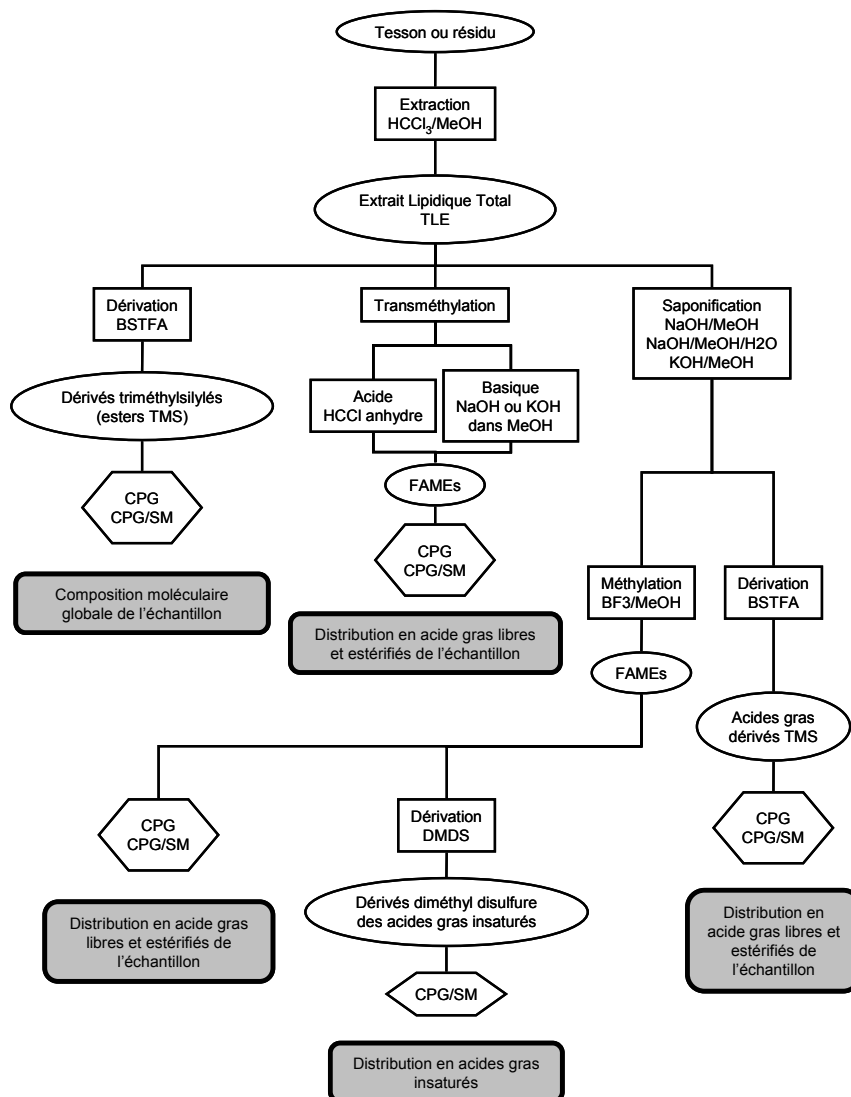 Tesson ou résidu
Extraction
HCCl₃/MeOH
Extrait Lipidique Total
TLE
Dérivation
BSTFA
Transméthylation
Saponification
NaOH/MeOH
NaOH/MeOH/H2O
KOH/MeOH
Dérivés triméthylsilylés
(esters TMS)
Acide
HCCl anhydre
Basique
NaOH ou KOH
dans MeOH
CPG
CPG/SM
FAMEs
CPG
CPG/SM
Composition moléculaire
globale de l'échantillon
Distribution en acide gras libres
et estérifiés de l'échantillon
Méthylation
BF3/MeOH
Dérivation
BSTFA
FAMEs
Acides gras
dérivés TMS
CPG
CPG/SM
Dérivation
DMDS
CPG
CPG/SM
Distribution en acide gras
libres et estérifiés de
l'échantillon
Dérivés diméthyl disulfure
des acides gras insaturés
Distribution en
acide gras libres et
estérifiés de
l'échantillon
CPG/SM
Distribution en acides gras
insaturés